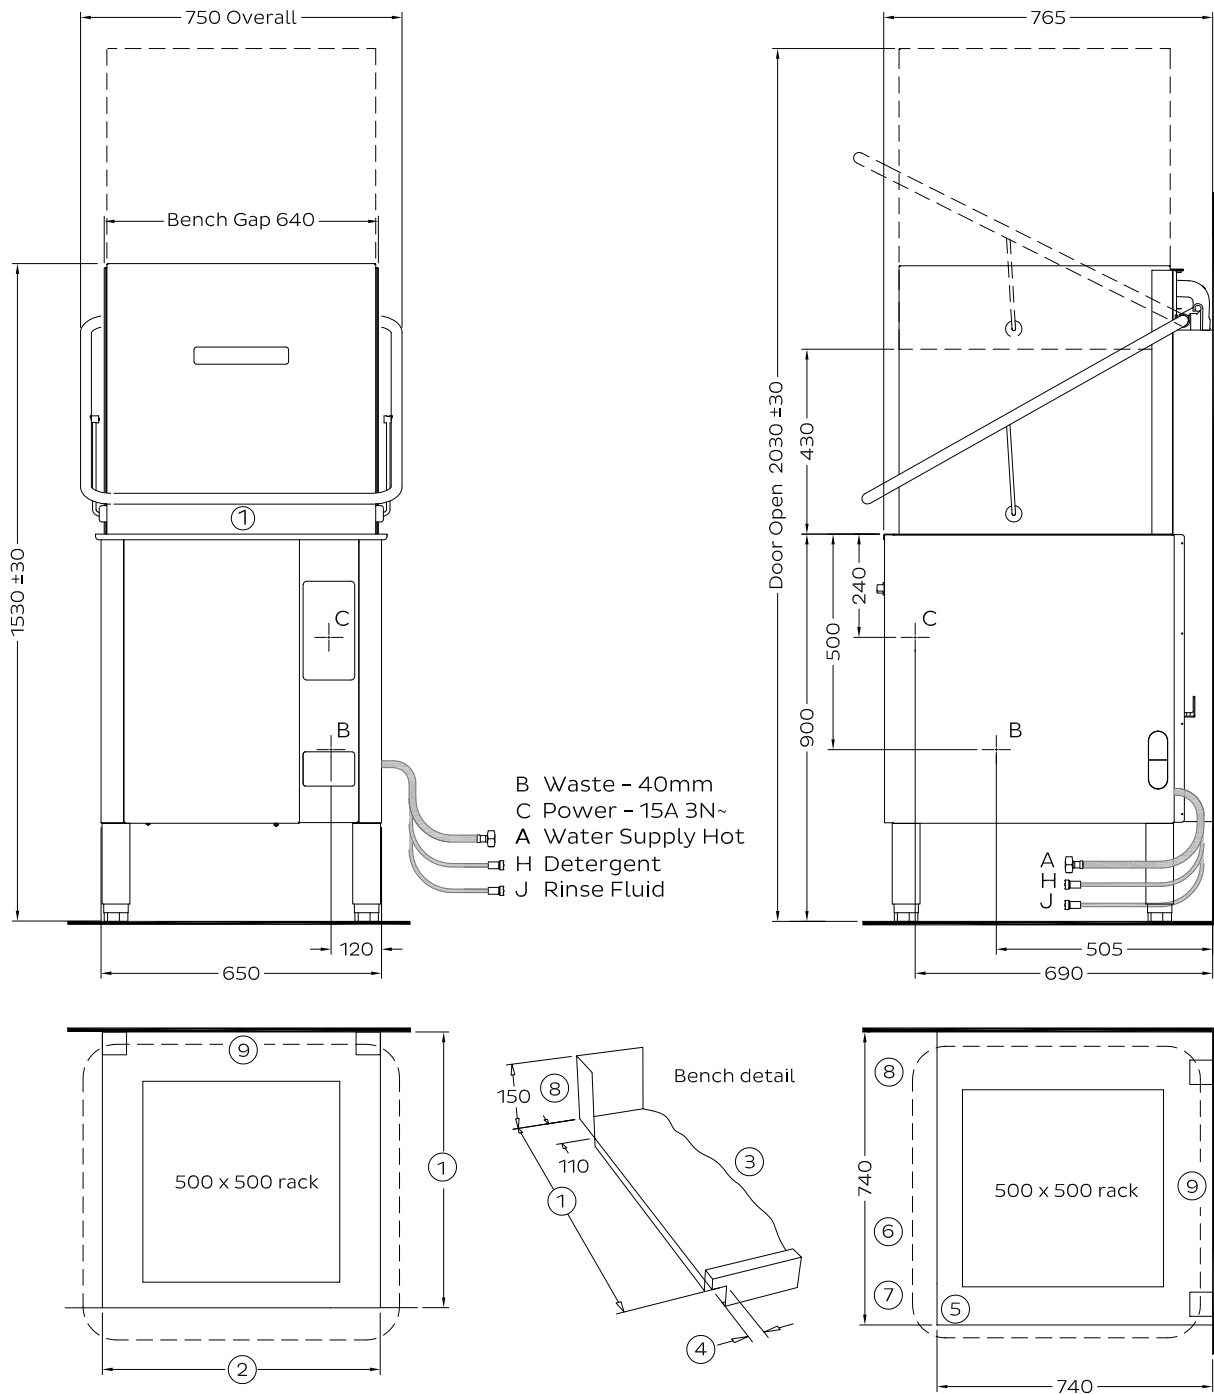 750 Overall
765
Bench Gap 640
1530 ±30
Door Open 2030 ±30
430
1
240
500
900
C
C
B
B
B Waste - 40mm
C Power - 15A 3N~
A Water Supply Hot
H Detergent
J Rinse Fluid
A
H
J
120
650
505
690
9
500 x 500 rack
1
2
Bench detail
150
8
110
1
3
4
8
740
500 x 500 rack
9
6
7
5
740